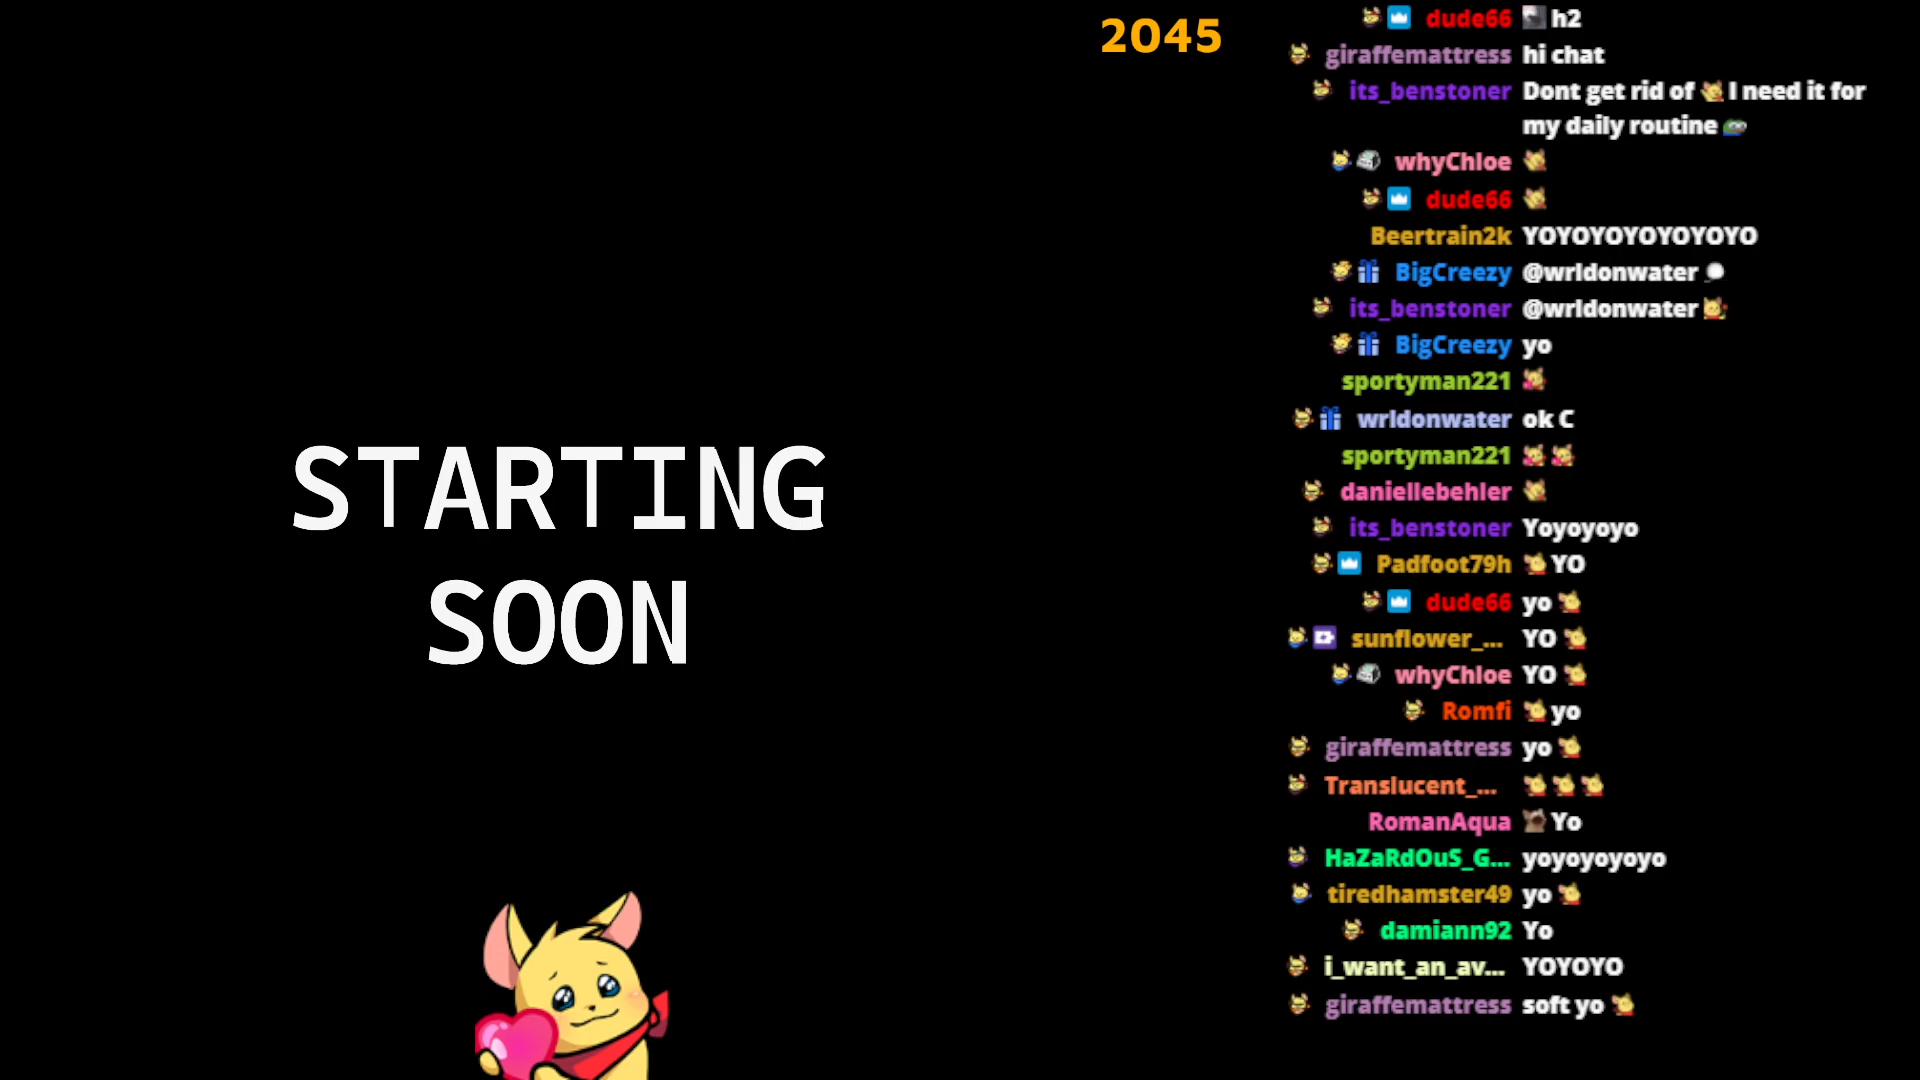 2045
STARTING
SOON
dude66 h2
giraffemattress hi chat
its_benstoner Dont get rid of I need it for
my daily routine
whyChloe
dude66
Beertrain2k YOYOYOYOYOYOYO
BigCreezy @wrldonwater
its_benstoner @wrldonwater
BigCreezy yo
sportyman221
wrldonwater ok C
sportyman221
daniellebehler
its_benstoner Yoyoyoyo
Padfoot79h YO
dude66 yo
sunflower_... YO
whyChloe YO
Romfi yo
giraffemattress yo
Translucent_...
RomanAqua Yo
HaZaRdOuS_G... yoyoyoyoyo
tiredhamster49 yo
damiann92 Yo
i_want_an_av... YOYOYO
giraffemattress soft yo